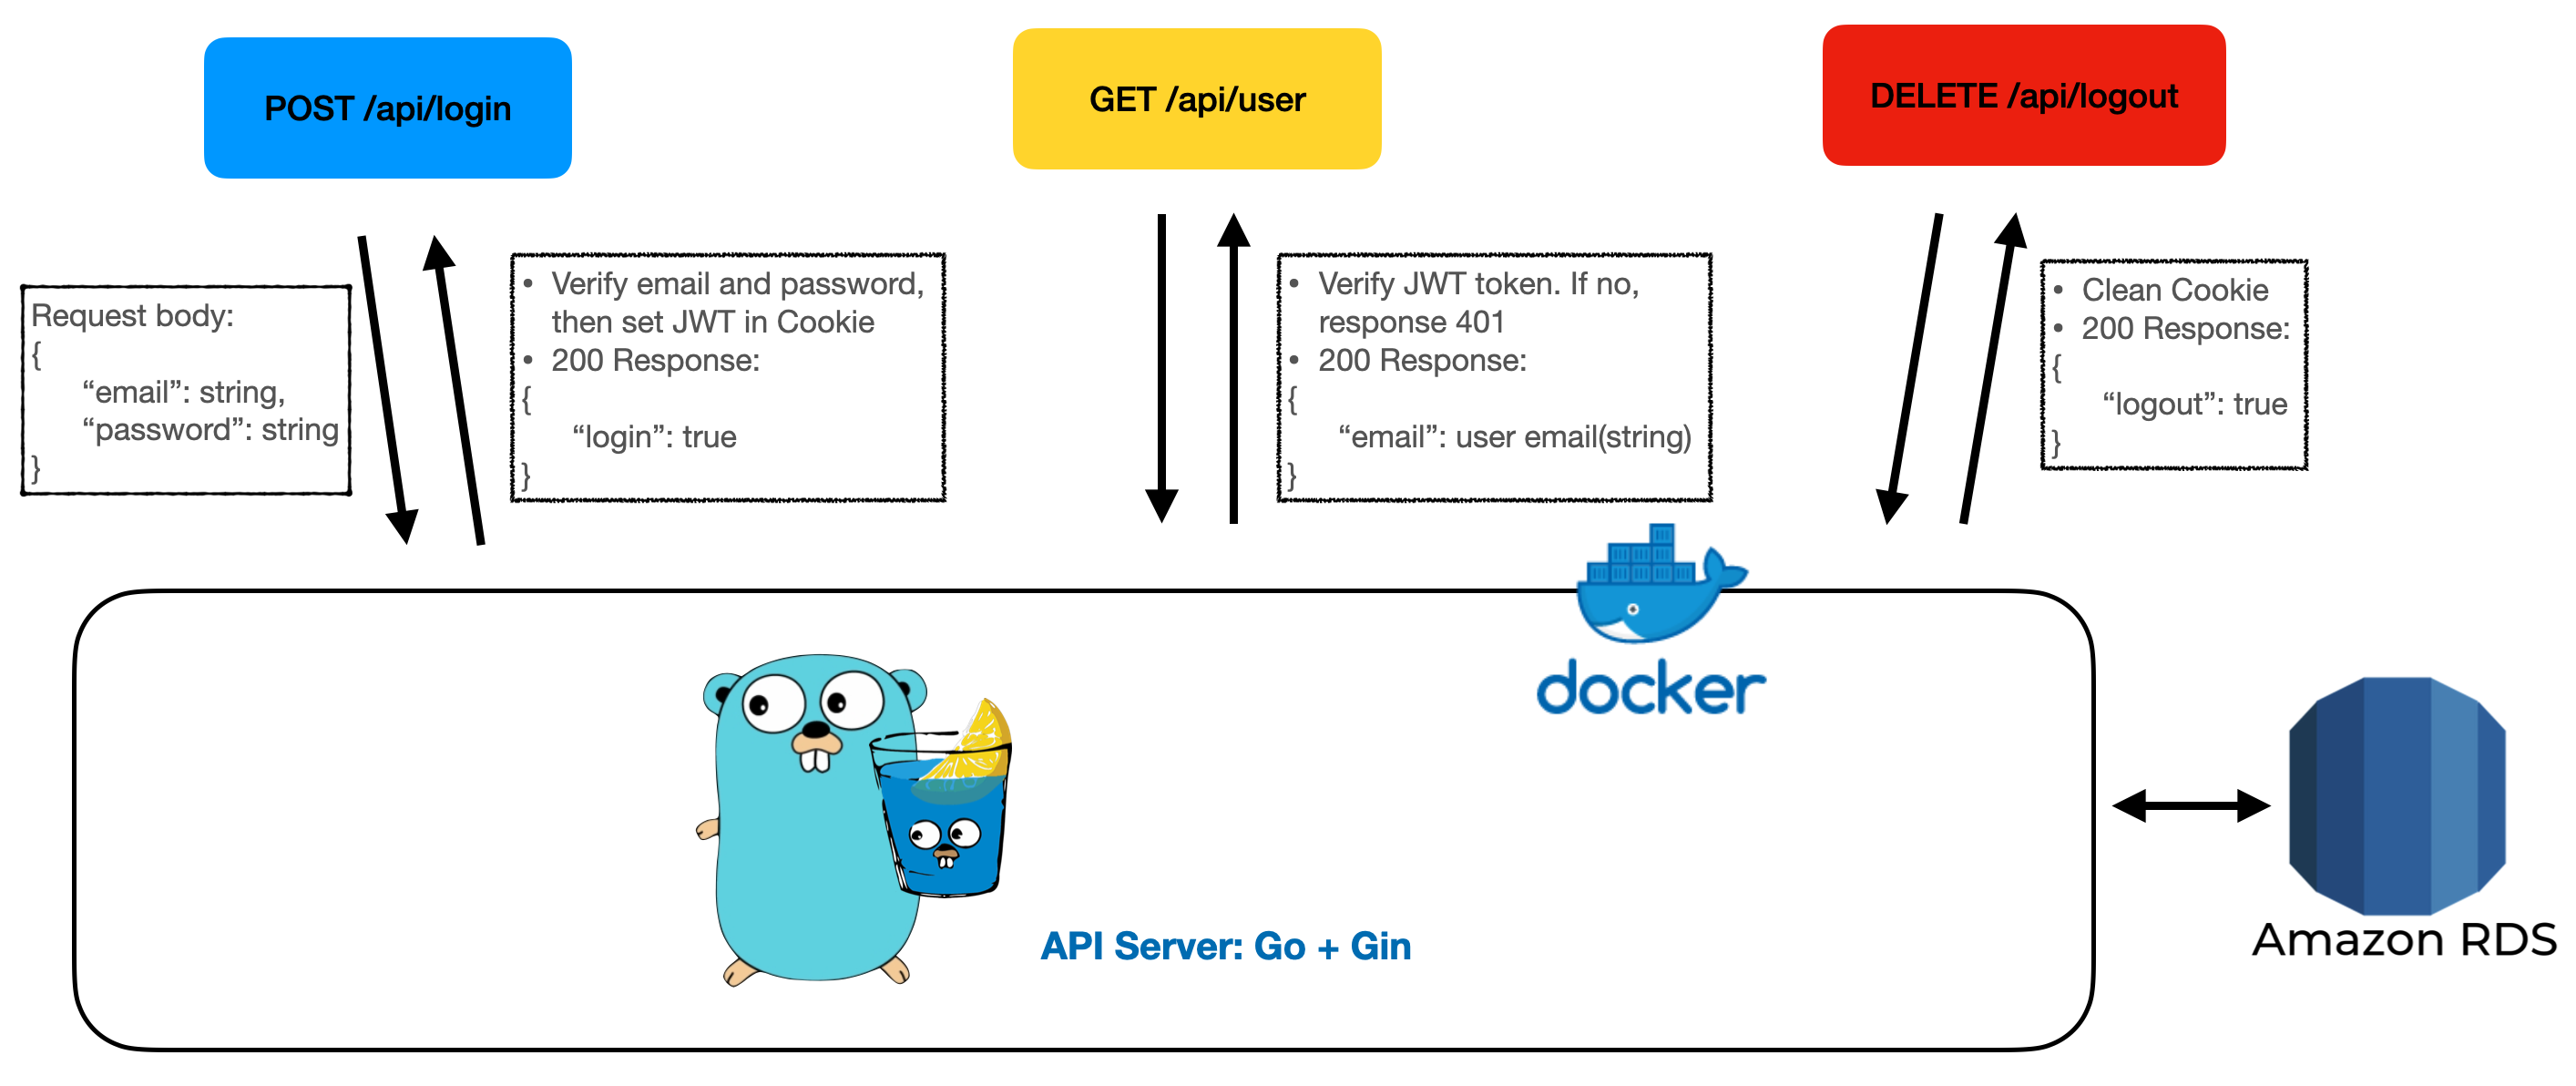 POST /api/login
GET /api/user
DELETE /api/logout
Request body:
{
“email”: string,
“password”: string
}
• Verify email and password,
then set JWT in Cookie
• 200 Response:
{
“login”: true
}
• Verify JWT token. If no,
response 401
• 200 Response:
{
“email”: user email(string)
}
• Clean Cookie
• 200 Response:
{
“logout”: true
}
docker
API Server: Go + Gin
Amazon RDS